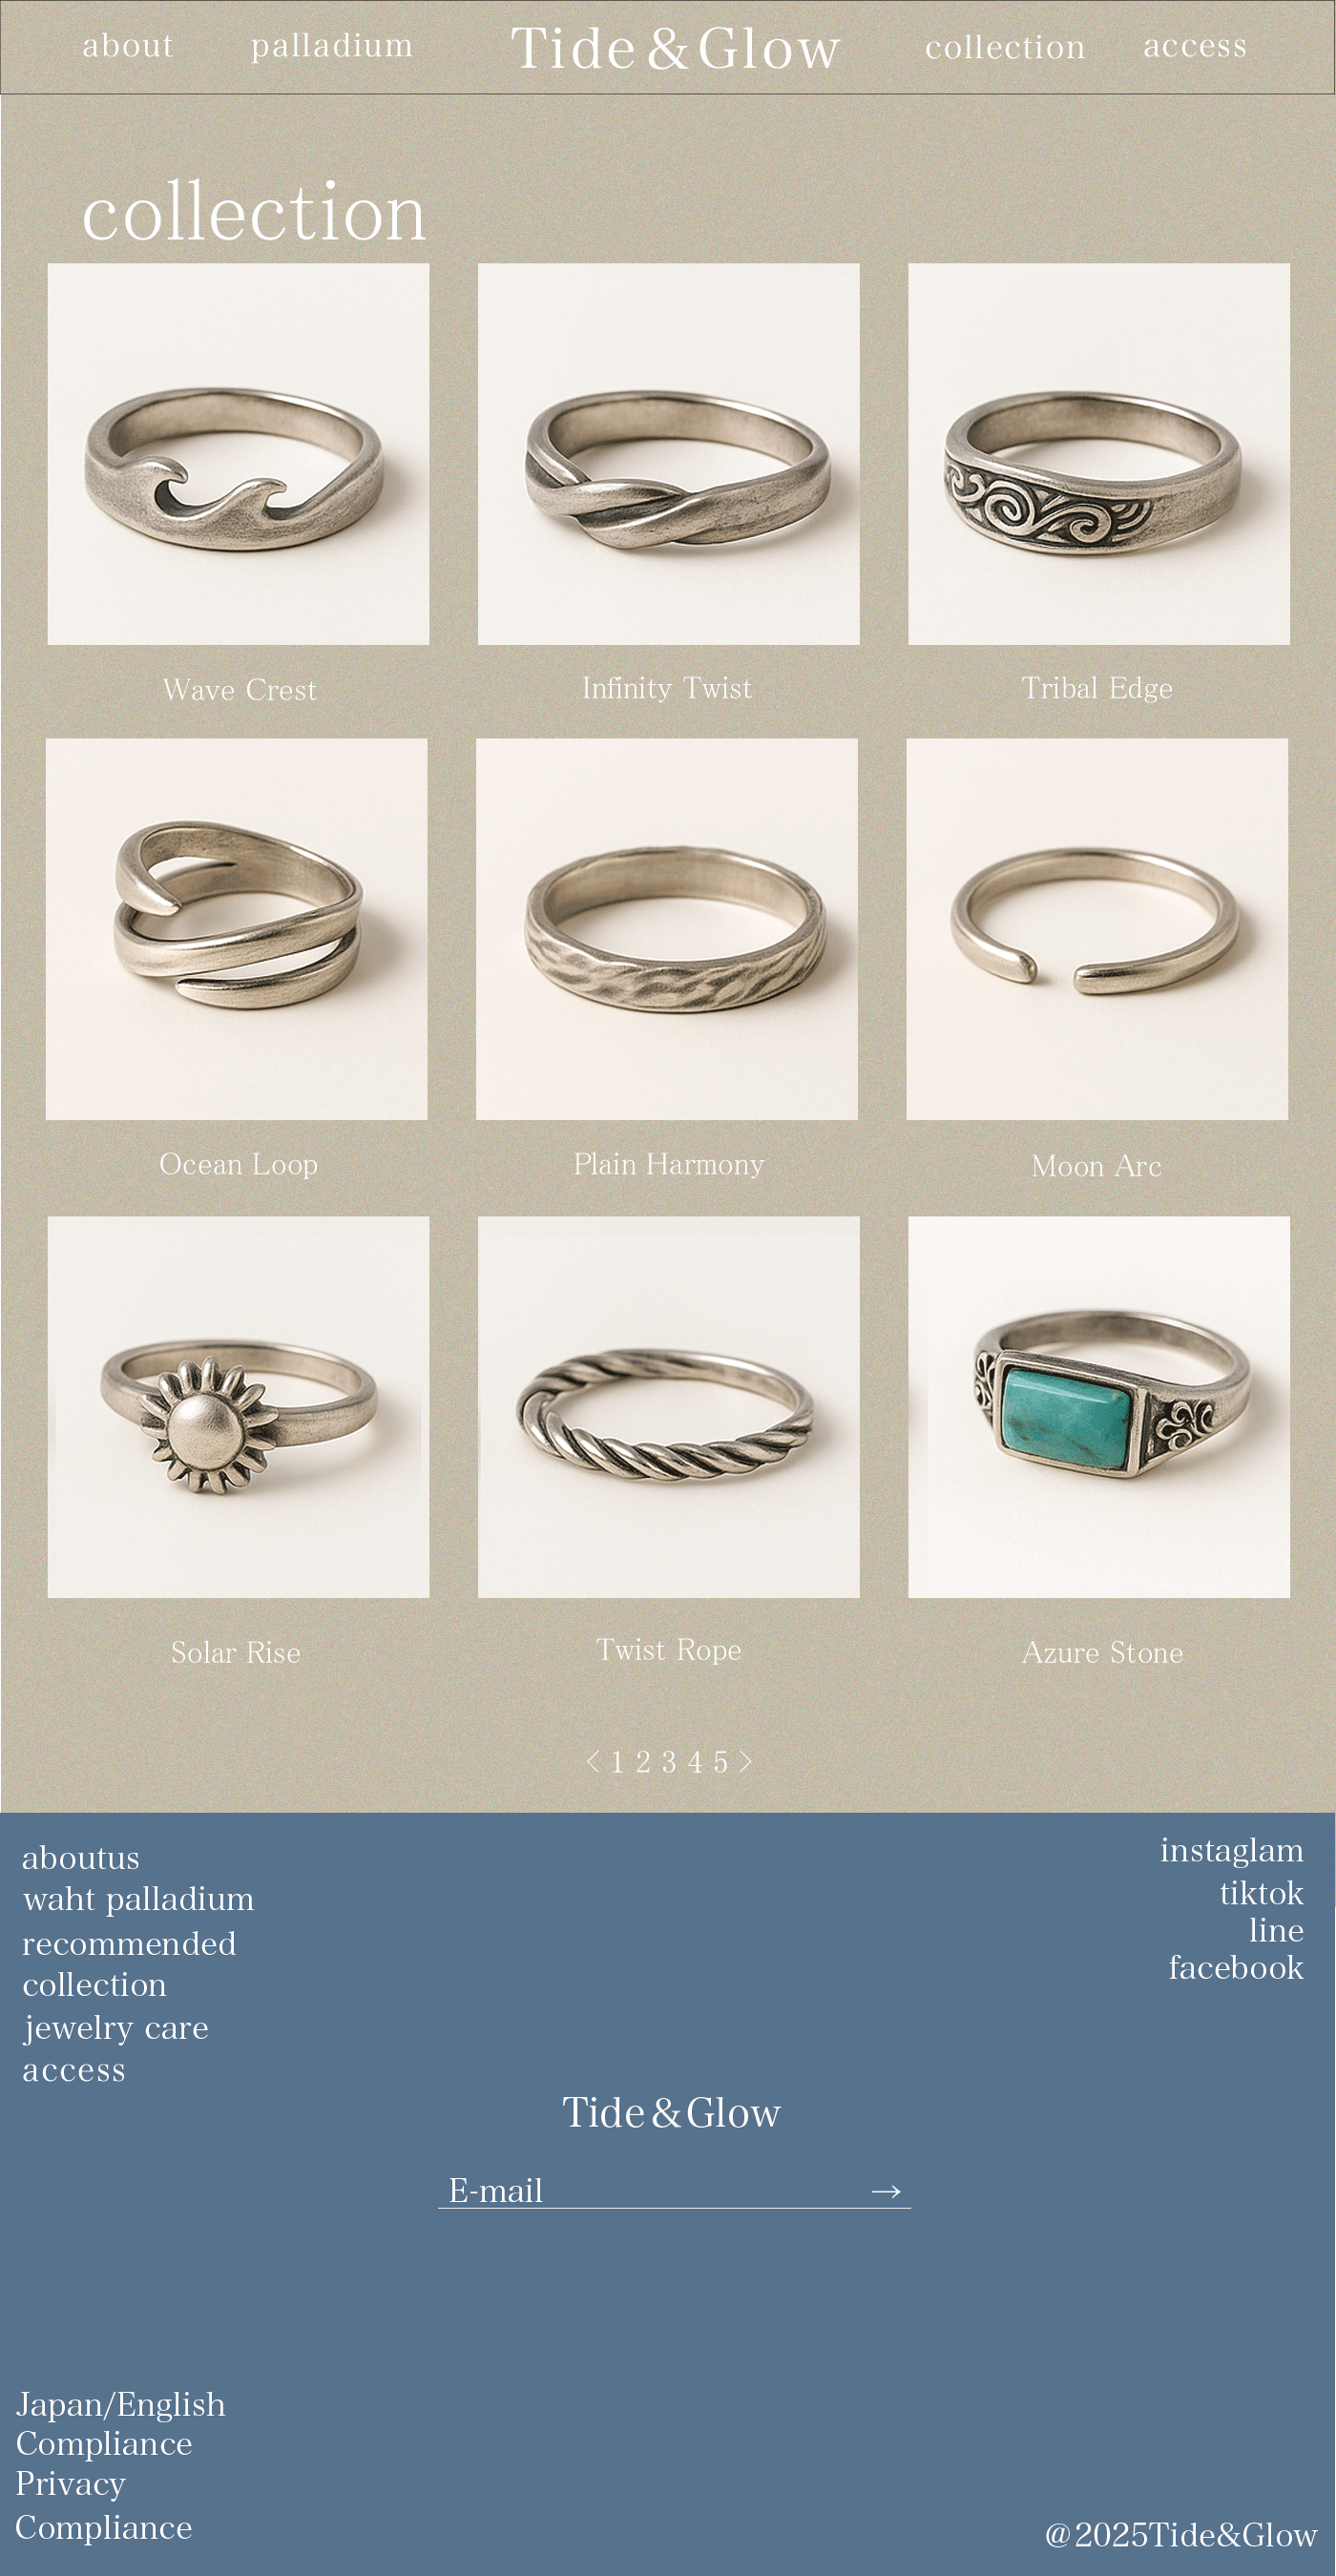 about palladium Tide&Glow collection access
collection
Wave Crest Infinity Twist Tribal Edge
Ocean Loop Plain Harmony Moon Arc
Solar Rise Twist Rope Azure Stone
< 1 2 3 4 5 >
aboutus
waht palladium
recommended
collection
jewelry care
access
instaglam
tiktok
line
facebook
Tide&Glow
E-mail →
Japan/English
Compliance
Privacy
Compliance
@2025Tide&Glow